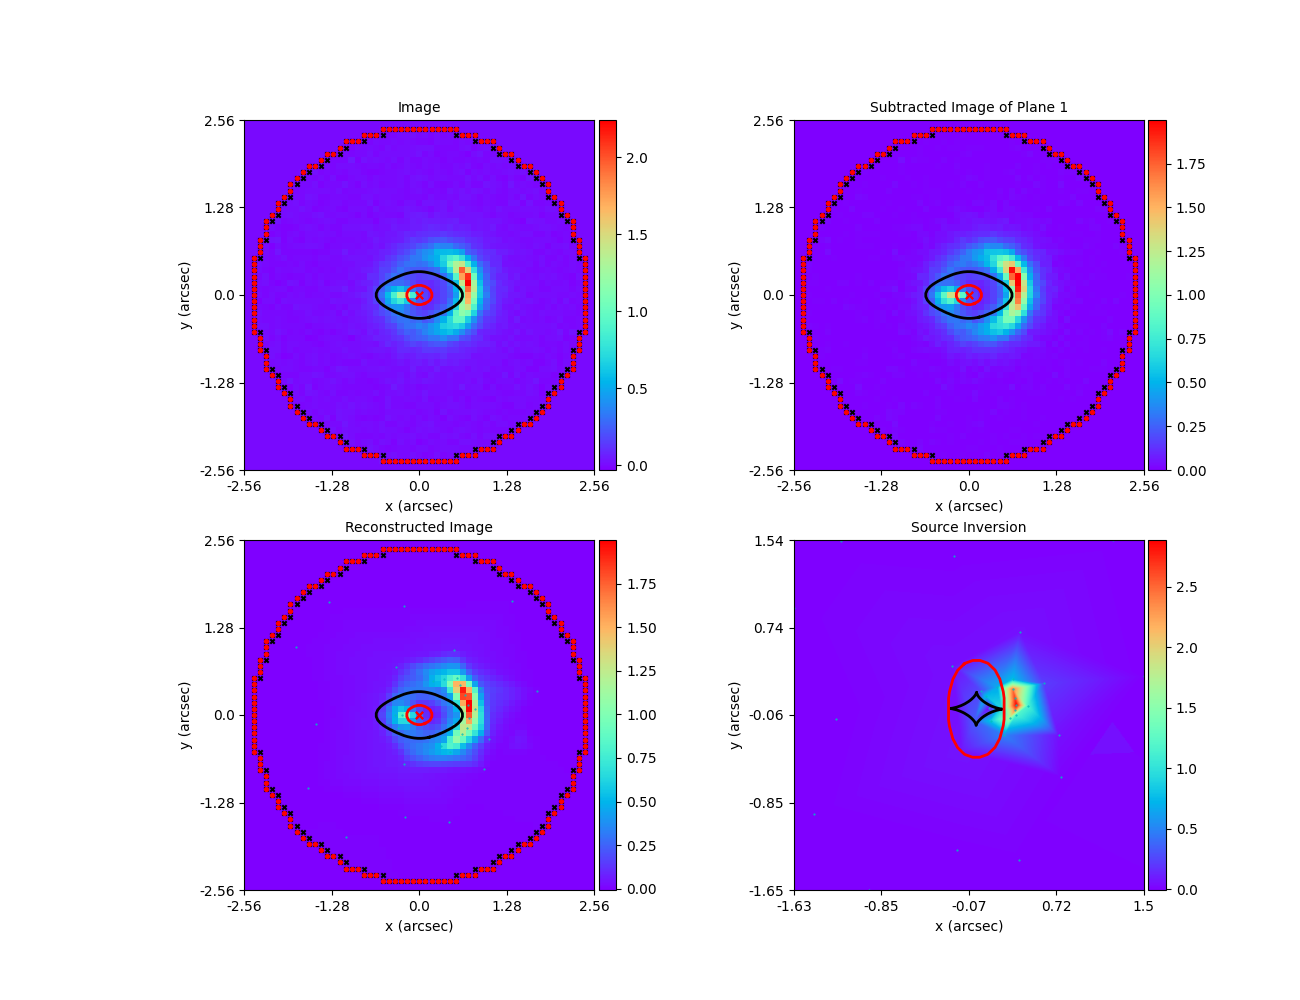 Image
2.56
1.28
0.0
-1.28
-2.56
y (arcsec)
-2.56 -1.28 0.0 1.28 2.56
x (arcsec)
2.0
1.5
1.0
0.5
0.0
Subtracted Image of Plane 1
2.56
1.28
0.0
-1.28
-2.56
y (arcsec)
-2.56 -1.28 0.0 1.28 2.56
x (arcsec)
1.75
1.50
1.25
1.00
0.75
0.50
0.25
0.00
Reconstructed Image
2.56
1.28
0.0
-1.28
-2.56
y (arcsec)
-2.56 -1.28 0.0 1.28 2.56
x (arcsec)
1.75
1.50
1.25
1.00
0.75
0.50
0.25
0.00
Source Inversion
1.54
0.74
-0.06
-0.85
-1.65
y (arcsec)
-1.63 -0.85 -0.07 0.72 1.5
x (arcsec)
2.5
2.0
1.5
1.0
0.5
0.0